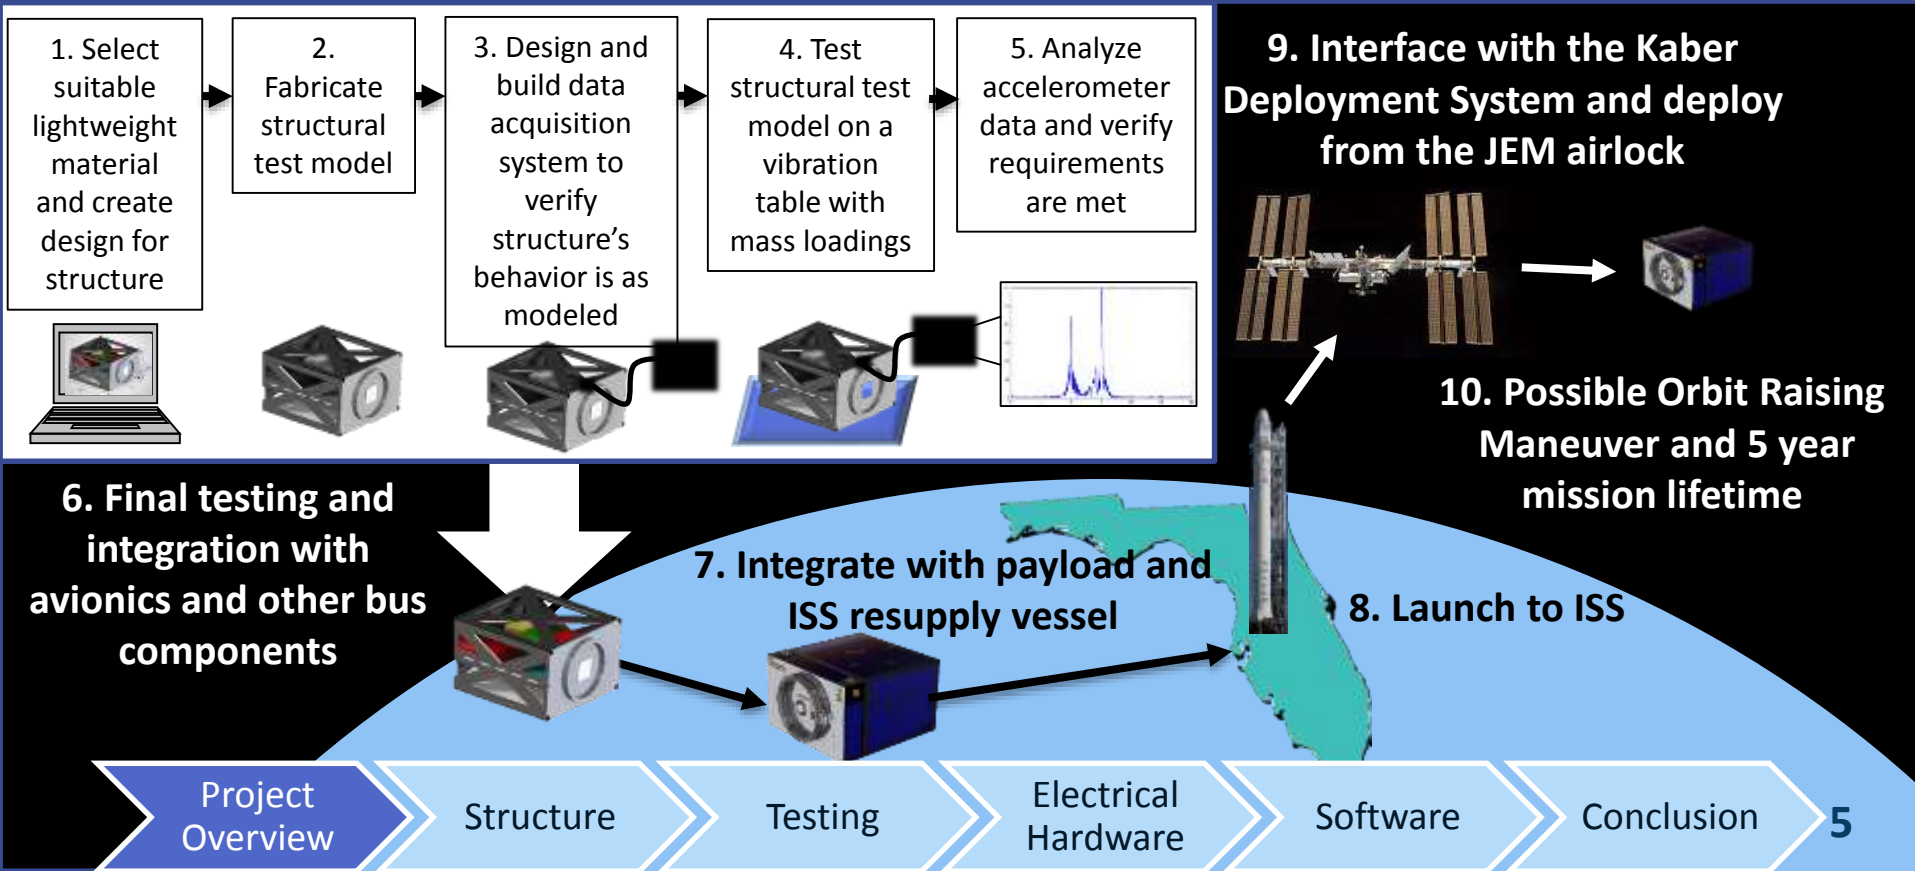 1. Select
suitable
lightweight
material
and create
design for
structure
2.
Fabricate
structural
test model
3. Design and
build data
acquisition
system to
verify
structure’s
behavior is as
modeled
4. Test
structural test
model on a
vibration
table with
mass loadings
5. Analyze
accelerometer
data and verify
requirements
are met
6. Final testing and
integration with
avionics and other bus
components
7. Integrate with payload and
ISS resupply vessel
8. Launch to ISS
9. Interface with the Kaber
Deployment System and deploy
from the JEM airlock
10. Possible Orbit Raising
Maneuver and 5 year
mission lifetime
Project
Overview
Structure
Testing
Electrical
Hardware
Software
Conclusion
5